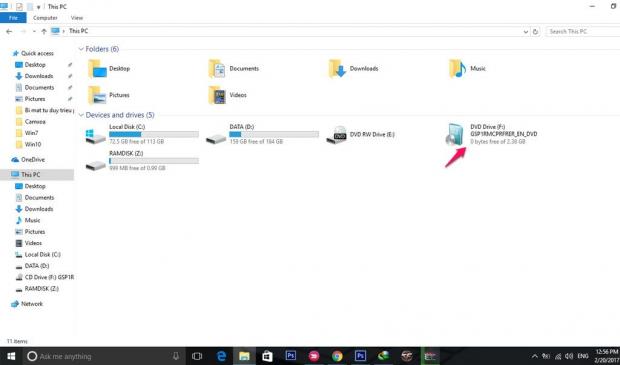 This PC
File
Computer
View
This PC
Search This PC
Quick access
Desktop
Downloads
Documents
Pictures
Bi mat tu duy trieu p
Camxoa
Win7
Win10
OneDrive
This PC
Desktop
Downloads
Documents
Music
Pictures
Videos
Local Disk (C:)
DATA (D:)
CD Drive (F:) GSP1R
RAMDISK (Z:)
Network
Folders (6)
Desktop
Documents
Downloads
Music
Pictures
Videos
Devices and drives (5)
Local Disk (C:)
72.5 GB free of 113 GB
DATA (D:)
159 GB free of 184 GB
DVD RW Drive (E:)
DVD Drive (F:)
GSP1RMCPRFRER_EN_DVD
0 bytes free of 2.38 GB
RAMDISK (Z:)
999 MB free of 0.99 GB
11 items
Ask me anything
ENG
12:56 PM
2/20/2017